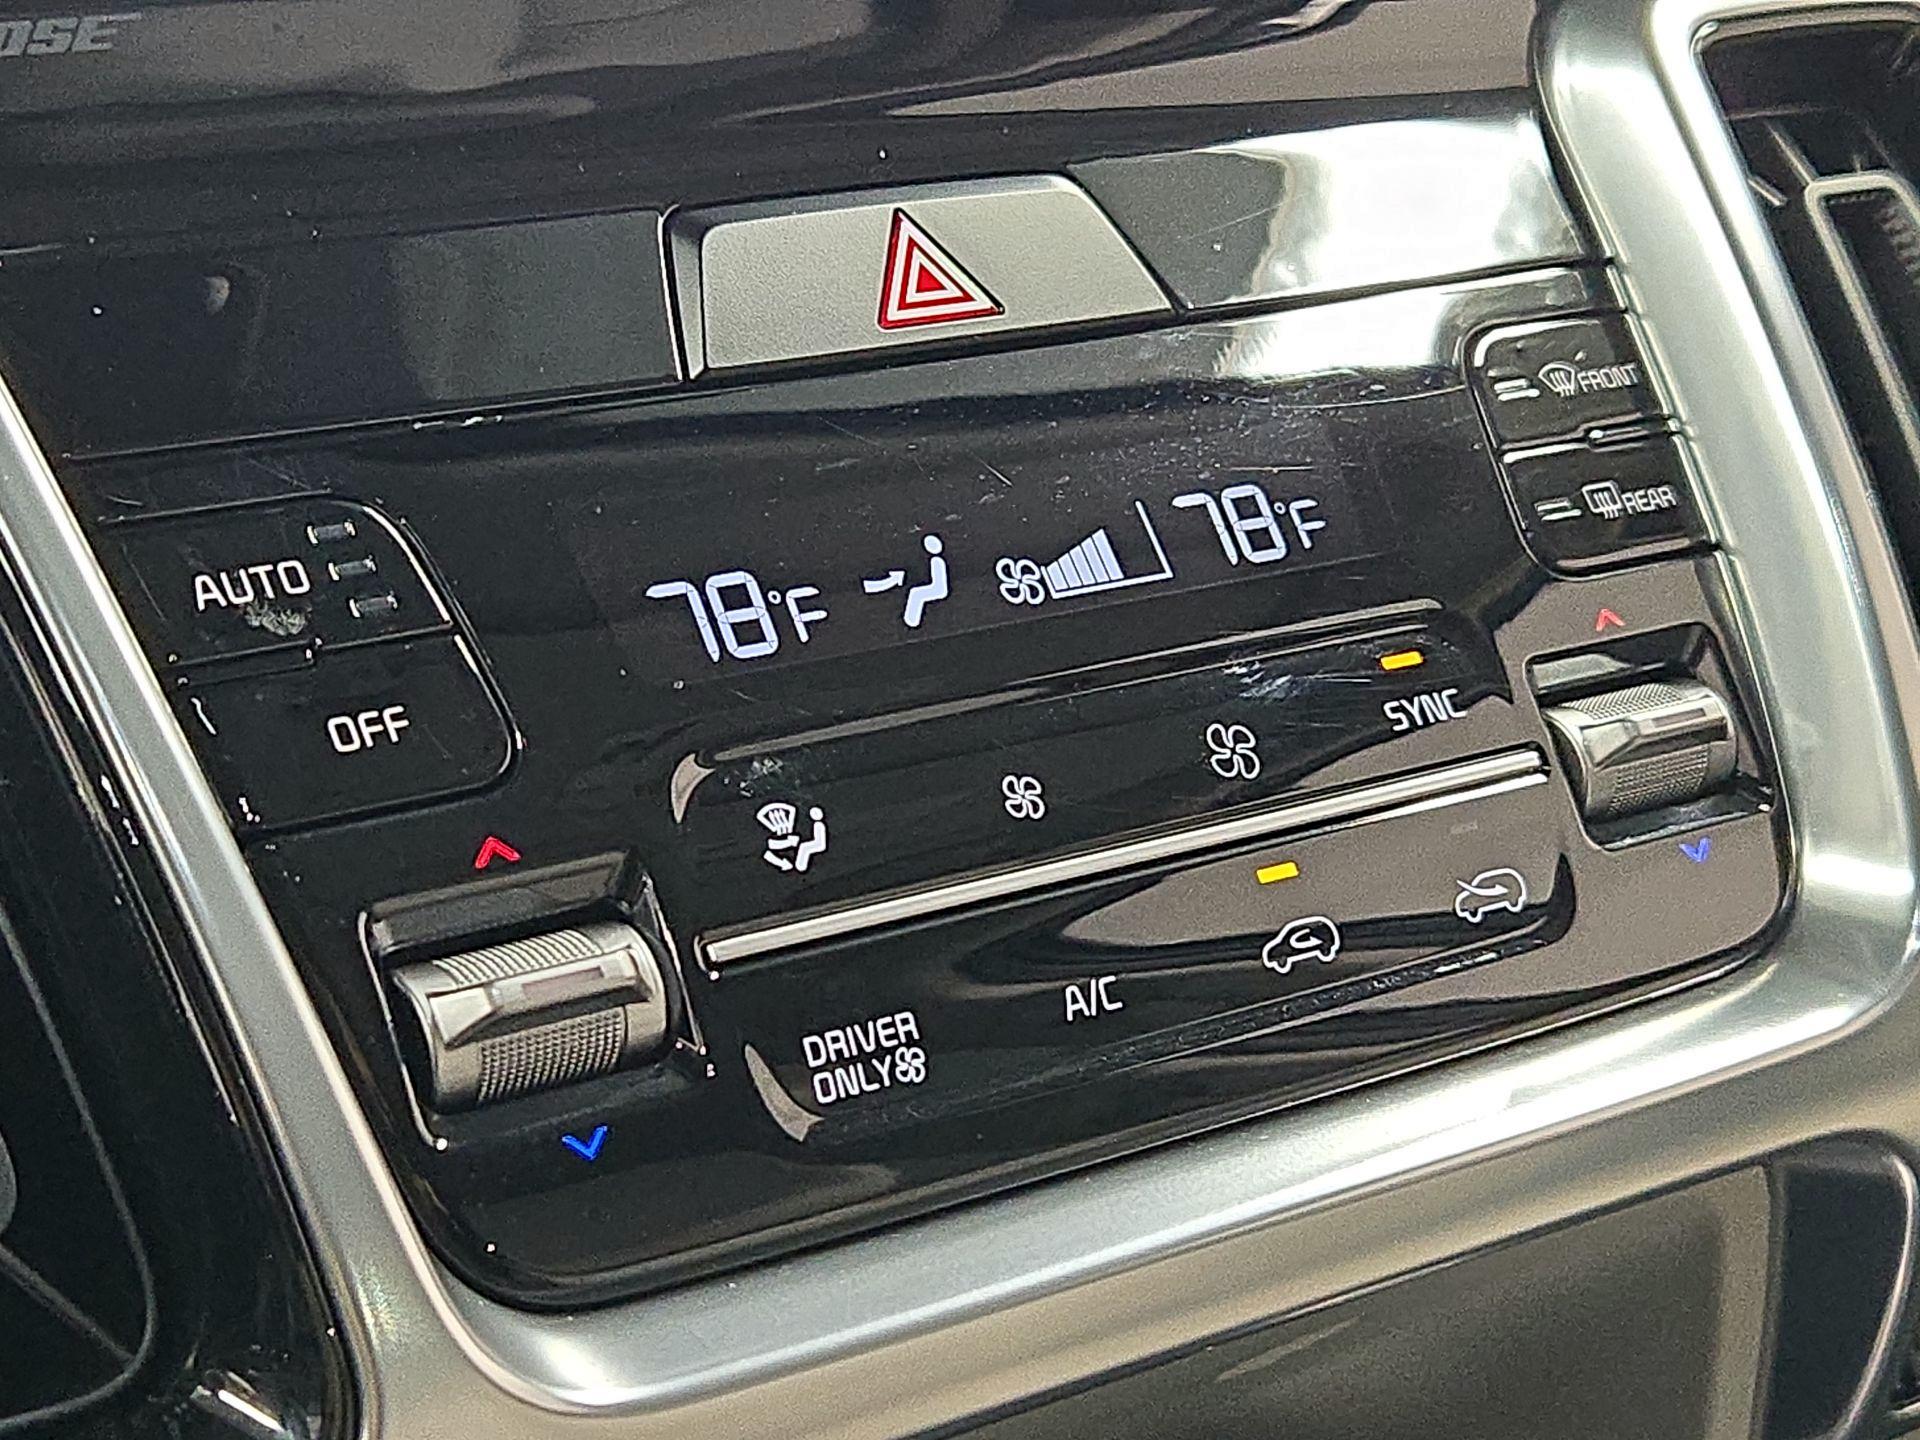 FRONT
REAR
AUTO
78°F
78°F
OFF
SYNC
DRIVER
ONLY
A/C